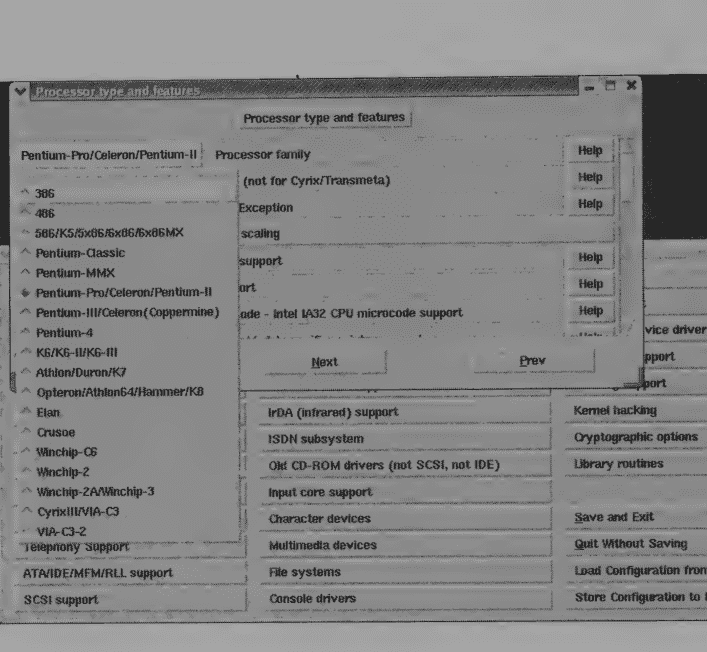 Processor type and features
Processor type and features
Pentium-Pro/Celeron/Pentium-II Processor family Help
(not for Cyrix/Transmeta) Help
Exception Help
scaling
support Help
ort Help
ode - Intel IA32 CPU microcode support Help
386
486
586/K5/5x86/6x86/6x86MX
Pentium-Classic
Pentium-MMX
Pentium-Pro/Celeron/Pentium-II
Pentium-III/Celeron(Coppermine)
Pentium-4
K6/K6-II/K6-III
Athlon/Duron/K7
Opteron/Athlon64/Hammer/K8
Elan
Crusoe
Winchip-C6
Winchip-2
Winchip-2A/Winchip-3
CyrixIII/VIA-C3
VIA-C3-2
Next Prev
vice driver
pport
port
IrDA (infrared) support Kernel hacking
ISDN subsystem Cryptographic options
Old CD-ROM drivers (not SCSI, not IDE) Library routines
Input core support
Character devices Save and Exit
Telephony Support Multimedia devices Quit Without Saving
ATA/IDE/MFM/RLL support File systems Load Configuration from
SCSI support Console drivers Store Configuration to